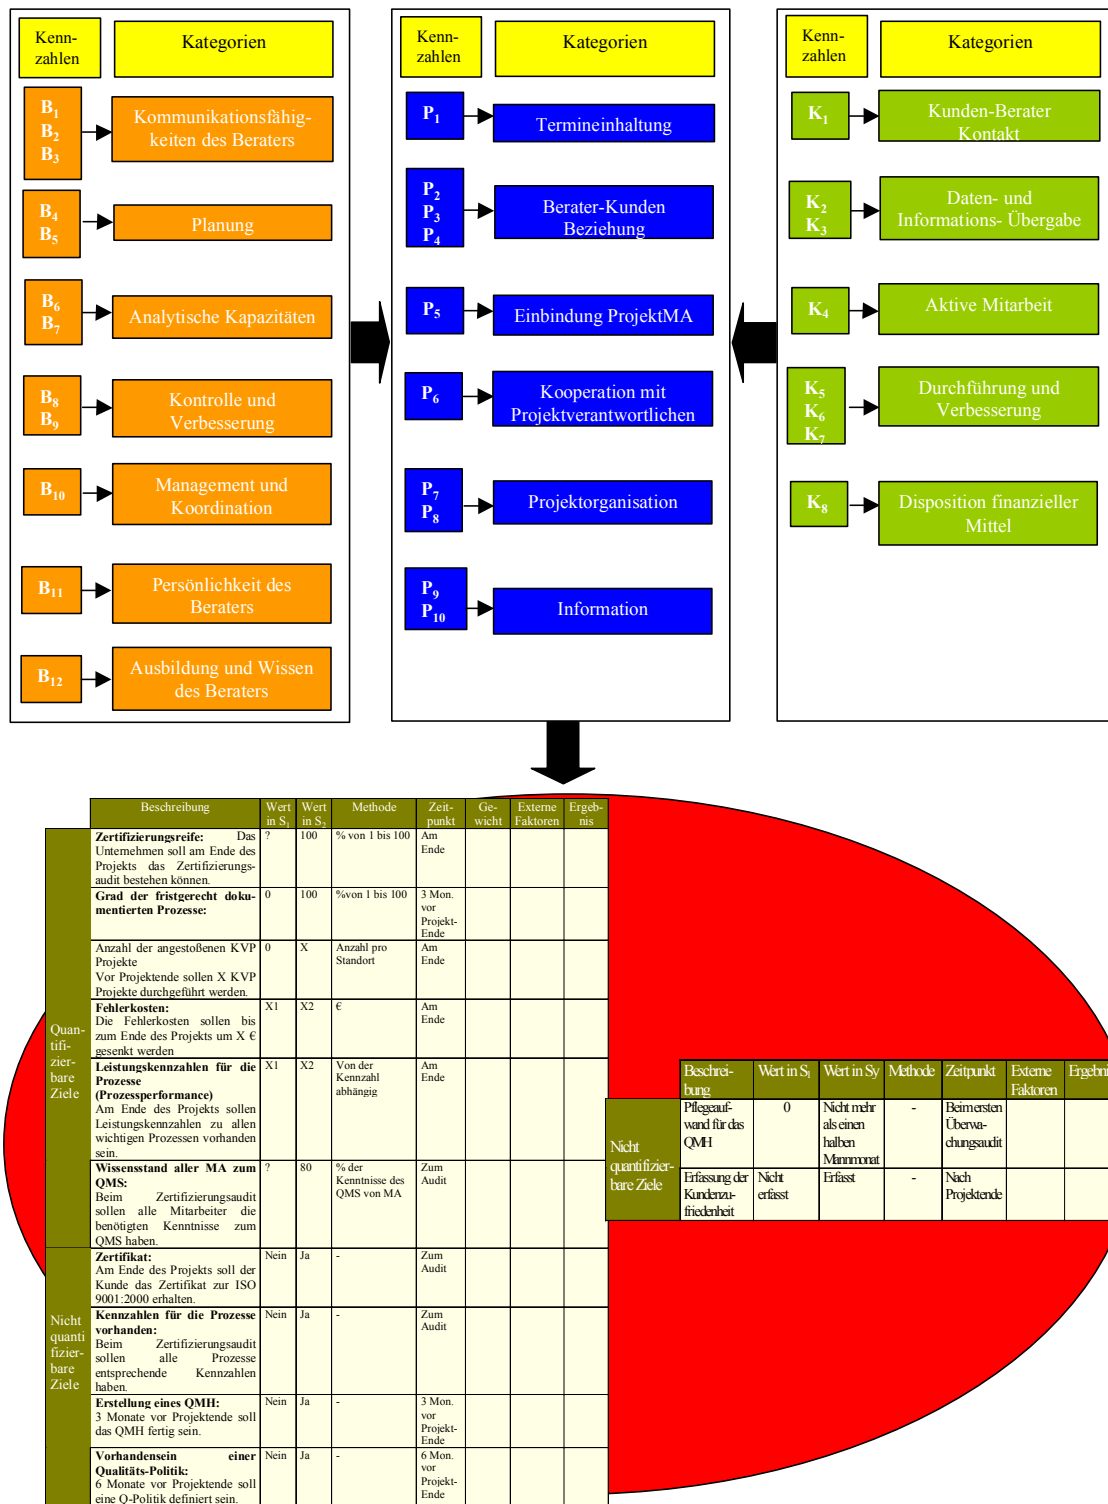 Kenn-
zahlen
Kategorien
B1
B2
B3
Kommunikationsfähig-
keiten des Beraters
B4
B5
Planung
B6
B7
Analytische Kapazitäten
B8
B9
Kontrolle und
Verbesserung
B10
Management und
Koordination
B11
Persönlichkeit des
Beraters
B12
Ausbildung und Wissen
des Beraters
Kenn-
zahlen
Kategorien
P1
Termineinhaltung
P2
P3
P4
Berater-Kunden
Beziehung
P5
Einbindung ProjektMA
P6
Kooperation mit
Projektverantwortlichen
P7
P8
Projektorganisation
P9
P10
Information
Kenn-
zahlen
Kategorien
K1
Kunden-Berater
Kontakt
K2
K3
Daten- und
Informations- Übergabe
K4
Aktive Mitarbeit
K5
K6
K7
Durchführung und
Verbesserung
K8
Disposition finanzieller
Mittel
Beschreibung
Wert
in S1
Wert
in S2
Methode
Zeit-
punkt
Ge-
wicht
Externe
Faktoren
Ergeb-
nis
Quan-
tifi-
zier-
bare
Ziele
Zertifizierungsreife: Das
Unternehmen soll am Ende des
Projekts das Zertifizierungs-
audit bestehen können.
?
100
% von 1 bis 100
Am
Ende
Grad der fristgerecht doku-
mentierten Prozesse:
0
100
%von 1 bis 100
3 Mon.
vor
Projekt-
Ende
Anzahl der angestoßenen KVP
Projekte
Vor Projektende sollen X KVP
Projekte durchgeführt werden.
0
X
Anzahl pro
Standort
Am
Ende
Fehlerkosten:
Die Fehlerkosten sollen bis
zum Ende des Projekts um X €
gesenkt werden
X1
X2
€
Am
Ende
Leistungskennzahlen für die
Prozesse
(Prozessperformance)
Am Ende des Projekts sollen
Leistungskennzahlen zu allen
wichtigen Prozessen vorhanden
sein.
X1
X2
Von der
Kennzahl
abhängig
Am
Ende
Wissensstand aller MA zum
QMS:
Beim Zertifizierungsaudit
sollen alle Mitarbeiter die
benötigten Kenntnisse zum
QMS haben.
?
80
% der
Kenntnisse des
QMS von MA
Zum
Audit
Nicht
quanti
fizier-
bare
Ziele
Zertifikat:
Am Ende des Projekts soll der
Kunde das Zertifikat zur ISO
9001:2000 erhalten.
Nein
Ja
-
Zum
Audit
Kennzahlen für die Prozesse
vorhanden:
Beim Zertifizierungsaudit
sollen alle Prozesse
entsprechende Kennzahlen
haben.
Nein
Ja
-
Zum
Audit
Erstellung eines QMH:
3 Monate vor Projektende soll
das QMH fertig sein.
Nein
Ja
-
3 Mon.
vor
Projekt-
Ende
Vorhandensein einer
Qualitäts-Politik:
6 Monate vor Projektende soll
eine Q-Politik definiert sein.
Nein
Ja
-
6 Mon.
vor
Projekt-
Ende
Beschrei-
bung
Wert in S1
Wert in Sy
Methode
Zeitpunkt
Externe
Faktoren
Ergebni
Nicht
quantifizier-
bare Ziele
Pflegeauf-
wand für das
QMH
0
Nicht mehr
als einen
halben
Mannmonat
-
Beim ersten
Überwa-
chungsaudit
Erfassung der
Kundenzu-
friedenheit
Nicht
erfasst
Erfasst
-
Nach
Projektende